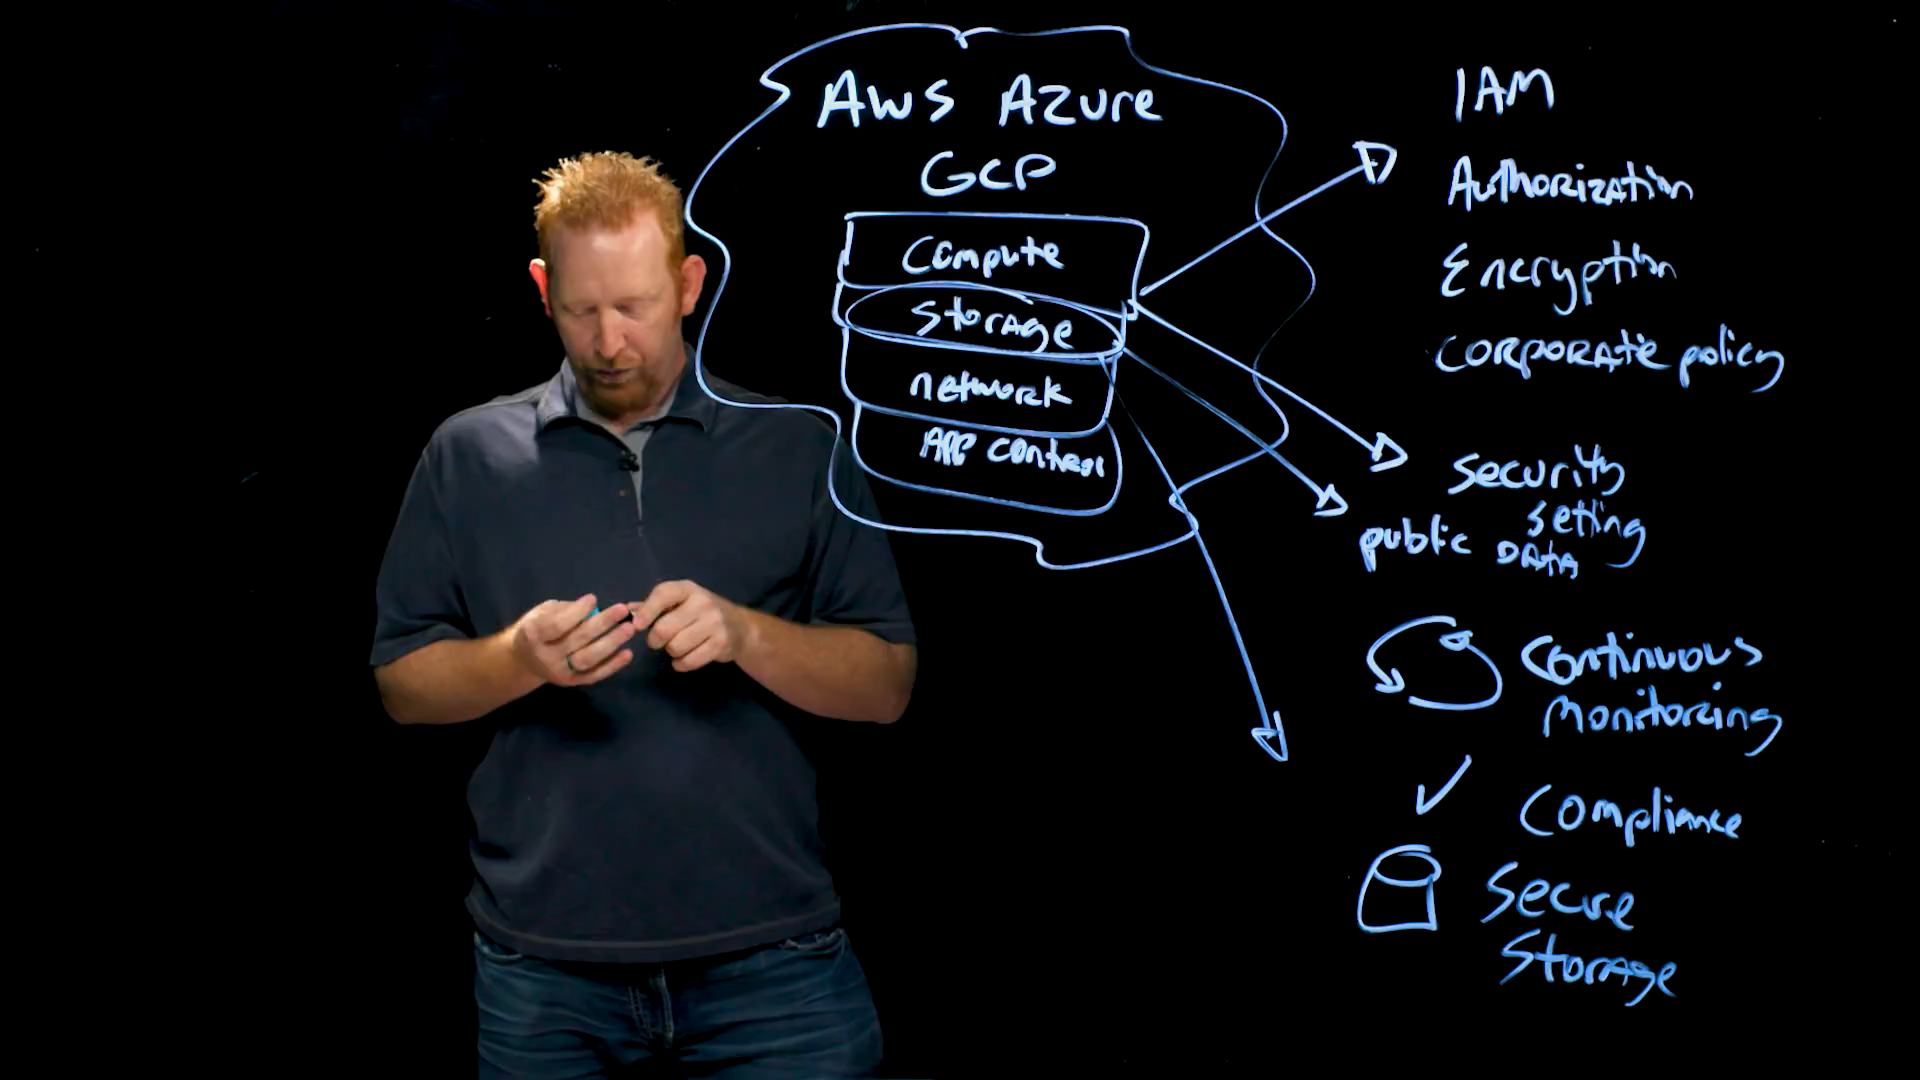 AWS Azure
GCP
Compute
Storage
network
APP control
IAM
Authorization
Encryption
CORPORATE policy
Security
Setting
public DATA
Continuous
Monitoring
Compliance
Secure
Storage